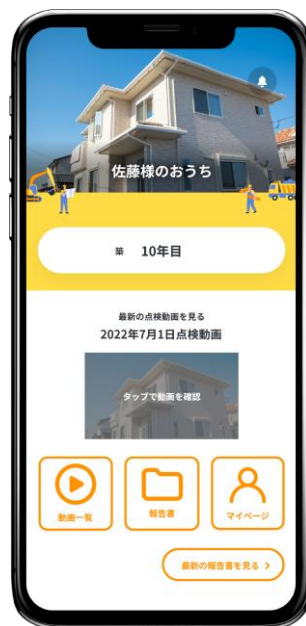 佐藤様のおうち
築 10年目
最新の点検動画を見る
2022年7月1日点検動画
タップで動画を確認
動画一覧
報告書
マイページ
最新の報告書を見る